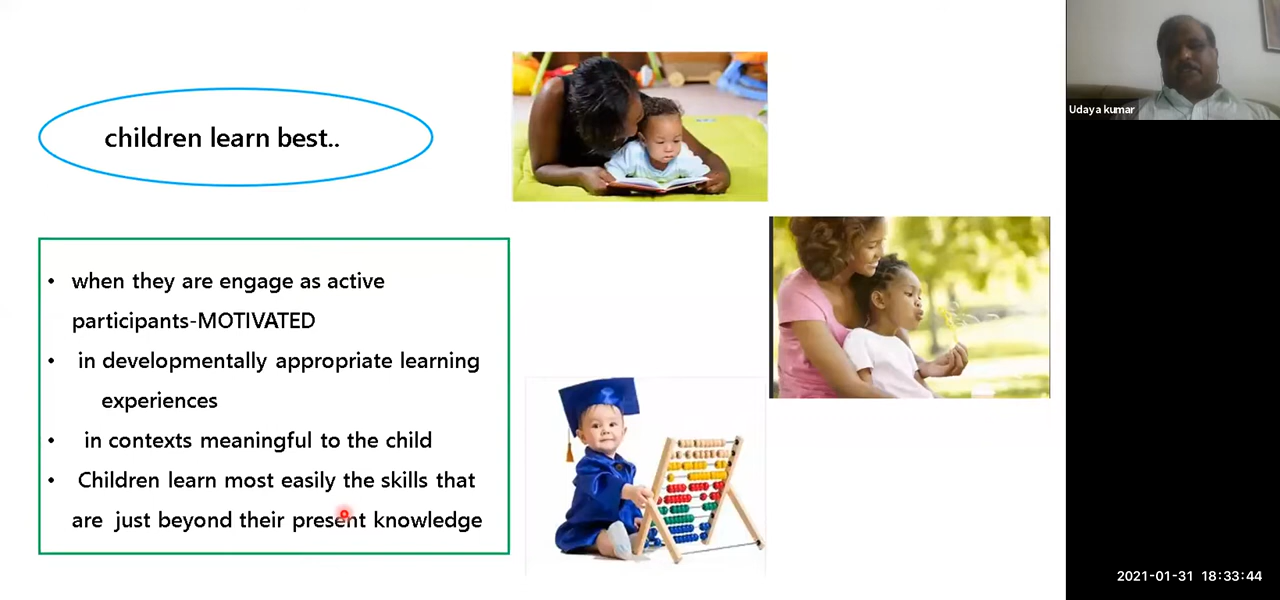 children learn best..
• when they are engage as active
participants-MOTIVATED
• in developmentally appropriate learning
experiences
• in contexts meaningful to the child
• Children learn most easily the skills that
are just beyond their present knowledge
Udaya kumar
2021-01-31 18:33:44